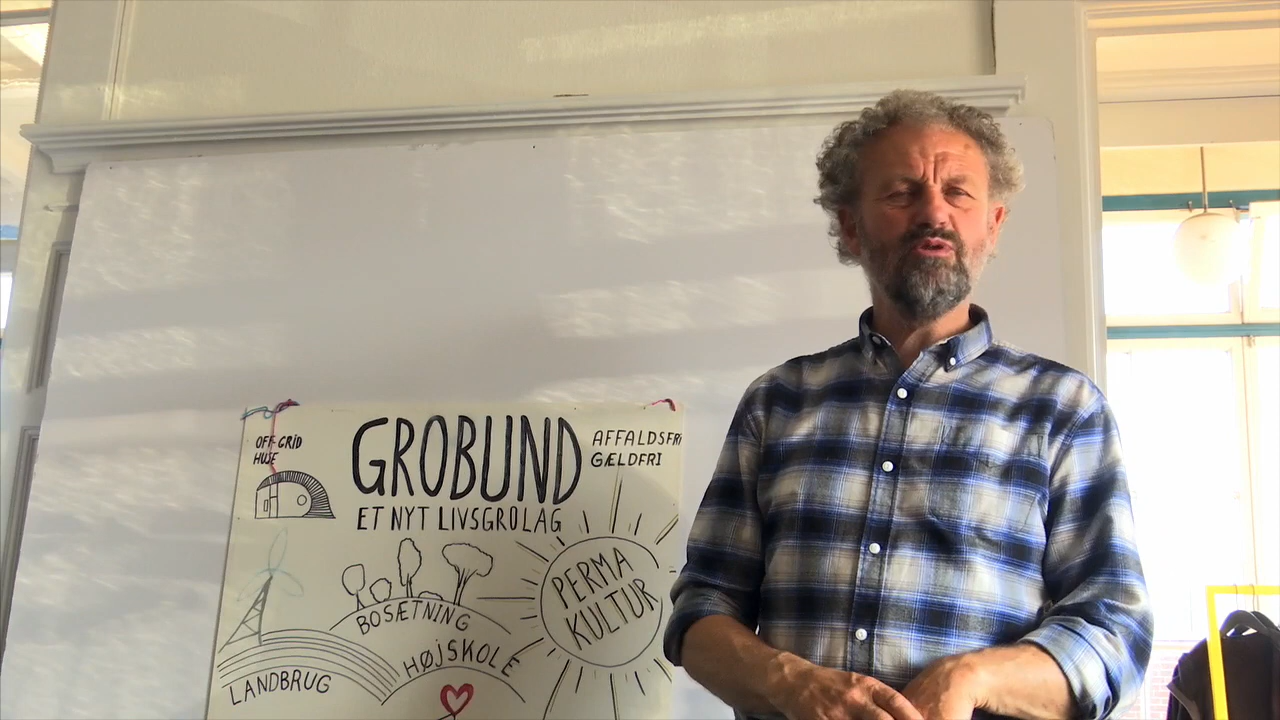 OFF GRID
HUSE
GROBUND
ET NYT LIVSGROLAG
AFFALDSFRI
GÆLDFRI
PERMA
KULTUR
BOSÆTNING
HØJSKOLE
LANDBRUG